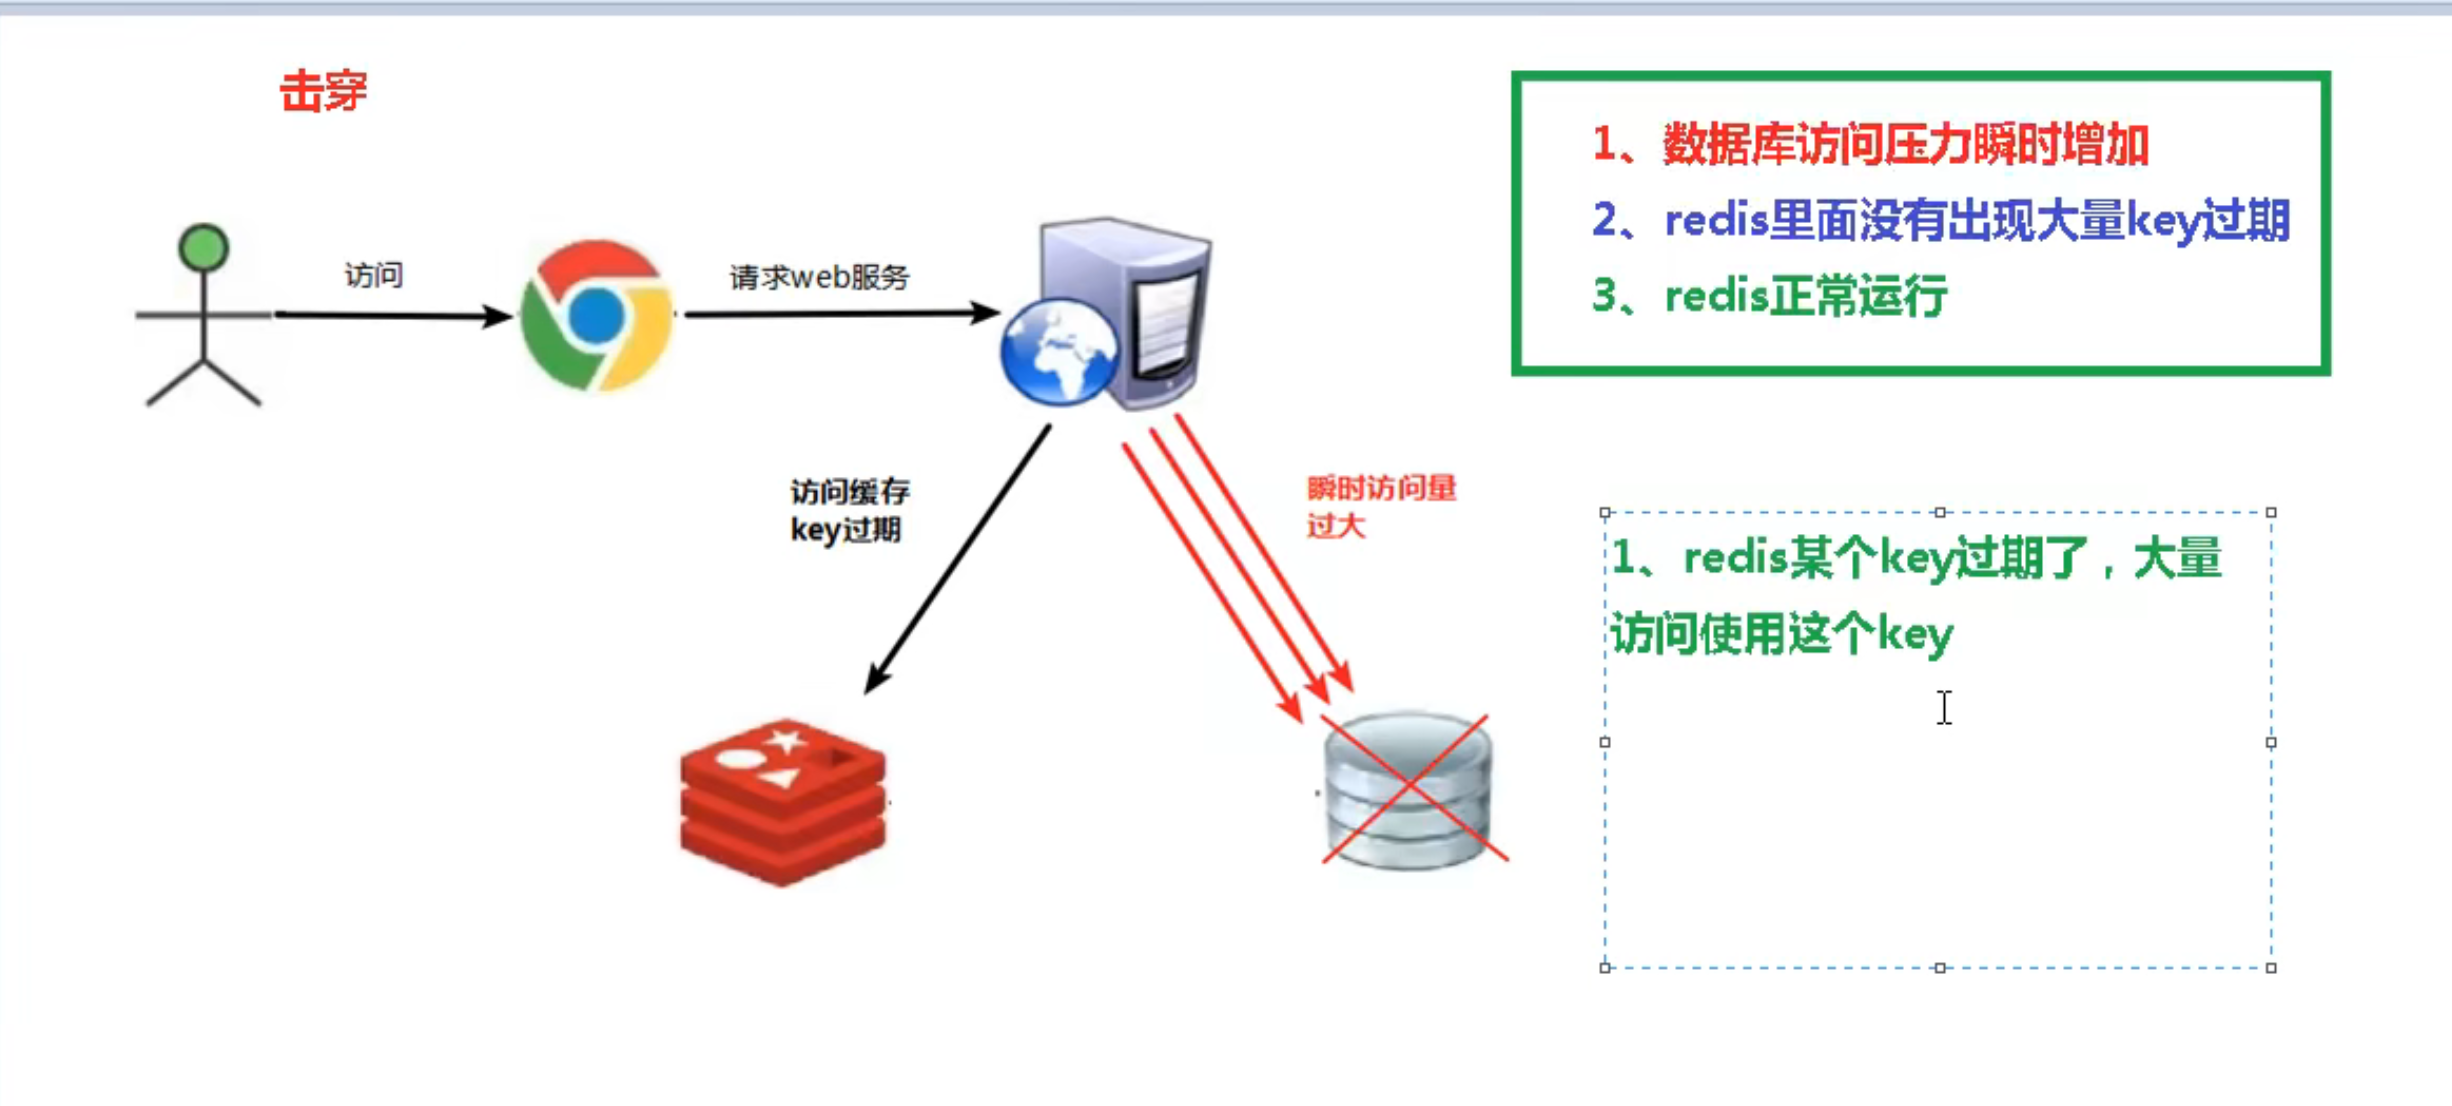 击穿
访问
请求web服务
访问缓存
key过期
瞬时访问量
过大
1、数据库访问压力瞬时增加
2、redis里面没有出现大量key过期
3、redis正常运行
1、redis某个key过期了，大量
访问使用这个key